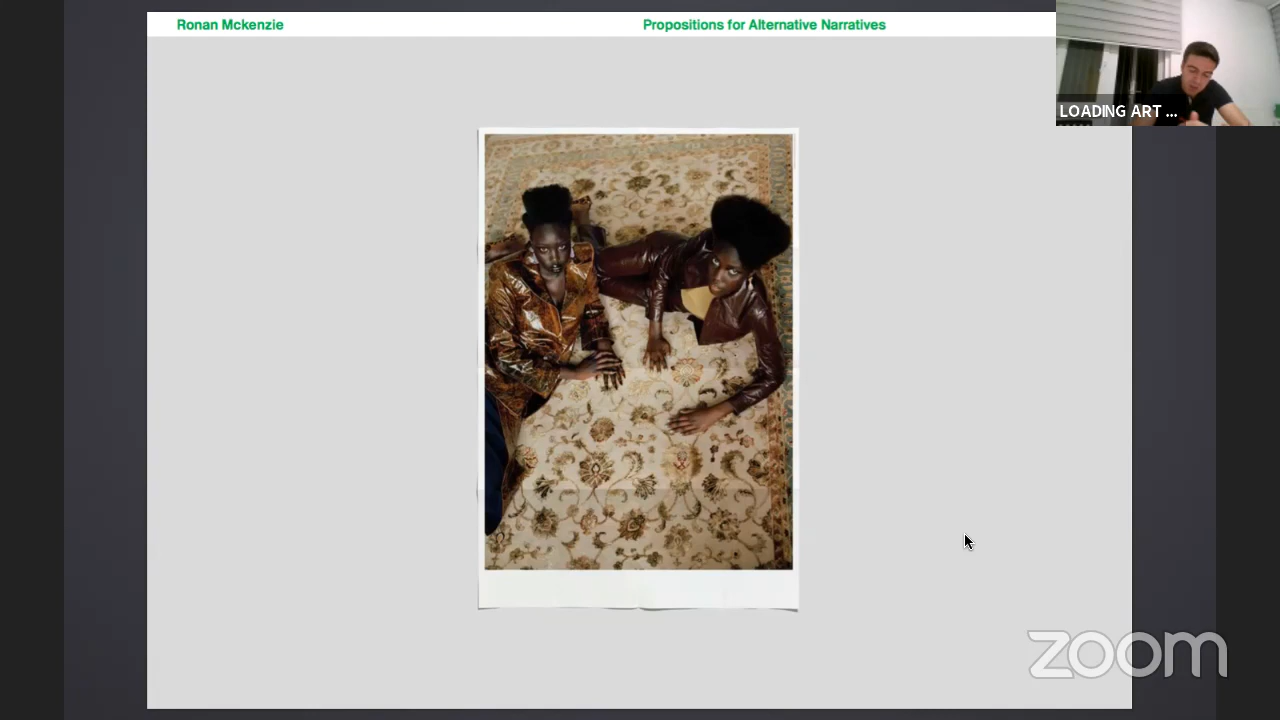 Ronan Mckenzie
Propositions for Alternative Narratives
LOADING ART ...
zoom